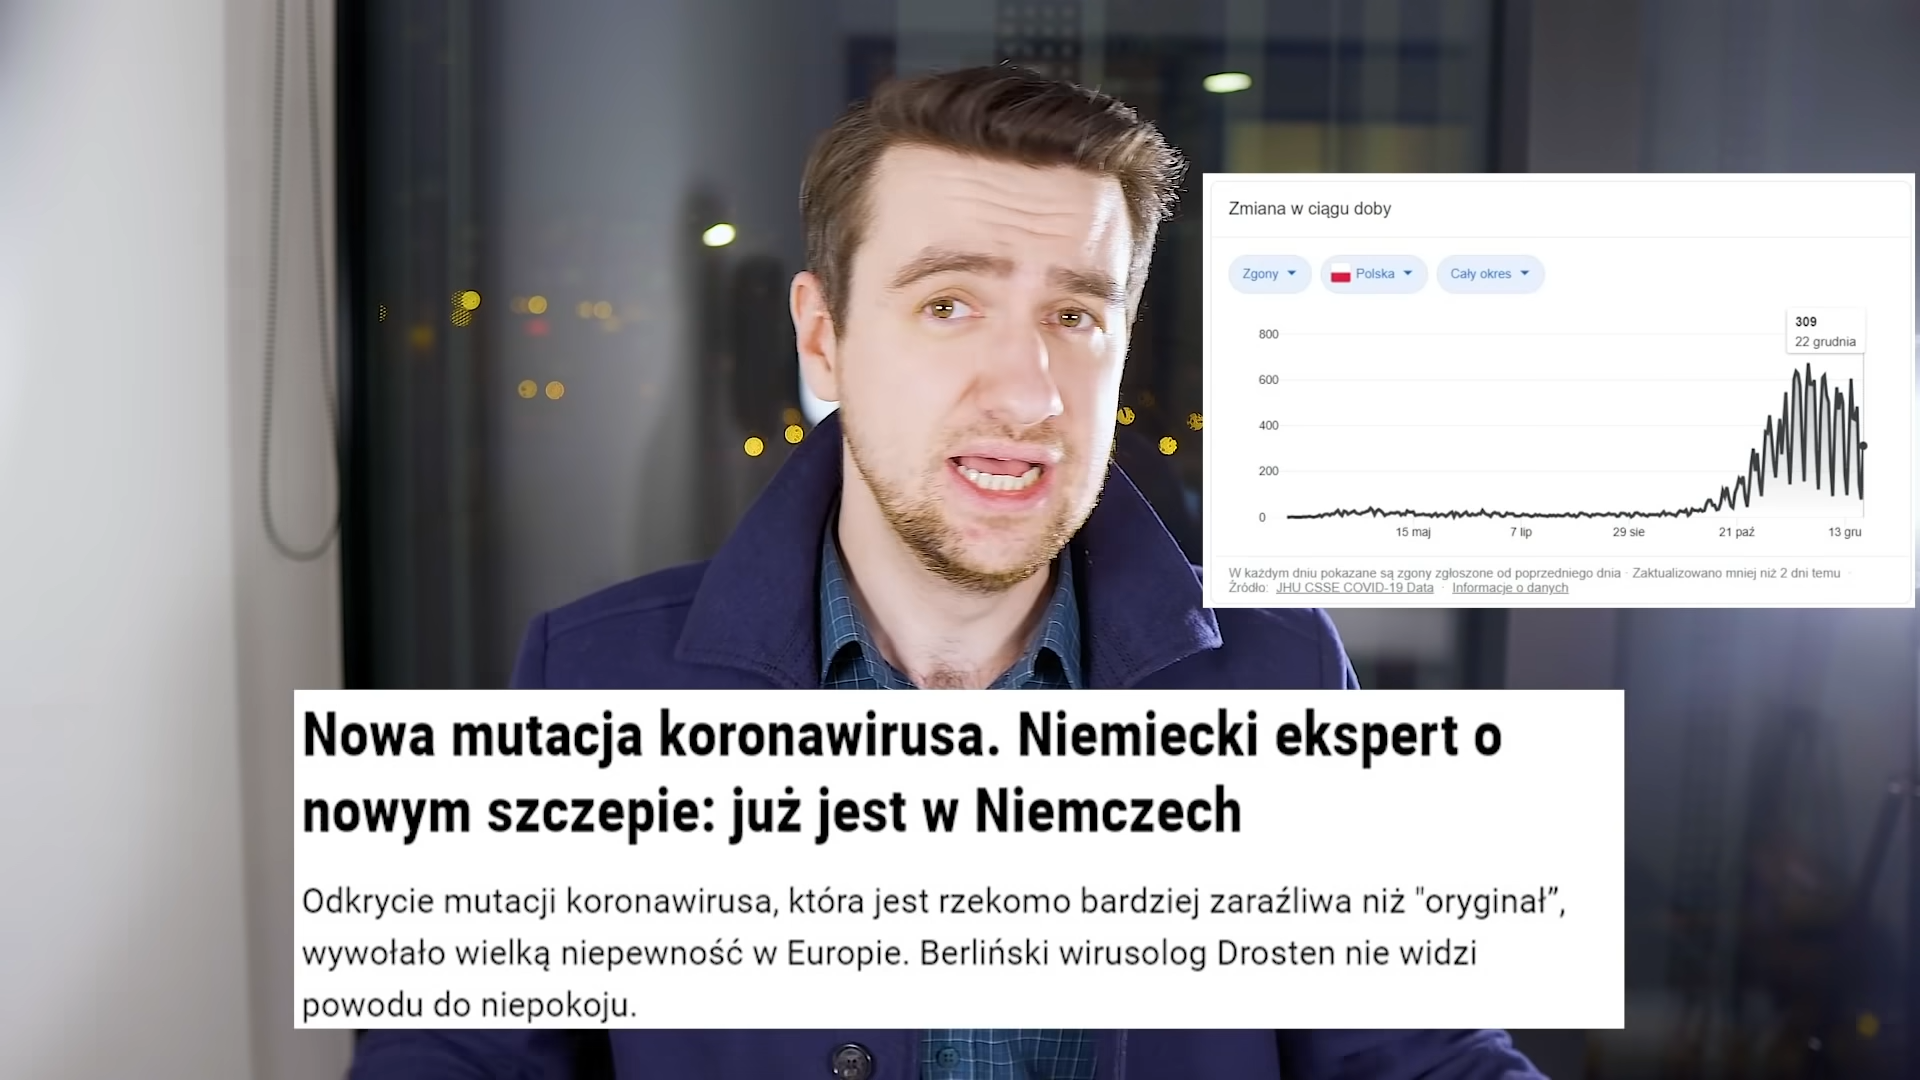 Zmiana w ciągu doby
Zgony
Polska
Cały okres
309
22 grudnia
800
600
400
200
0
15 maj
7 lip
29 sie
21 paź
13 gru
W każdym dniu pokazane są zgony zgłoszone od poprzedniego dnia · Zaktualizowano mniej niż 2 dni temu ·
Źródło: JHU CSSE COVID-19 Data · Informacje o danych
Nowa mutacja koronawirusa. Niemiecki ekspert o
nowym szczepie: już jest w Niemczech
Odkrycie mutacji koronawirusa, która jest rzekomo bardziej zaraźliwa niż "oryginał”,
wywołało wielką niepewność w Europie. Berliński wirusolog Drosten nie widzi
powodu do niepokoju.